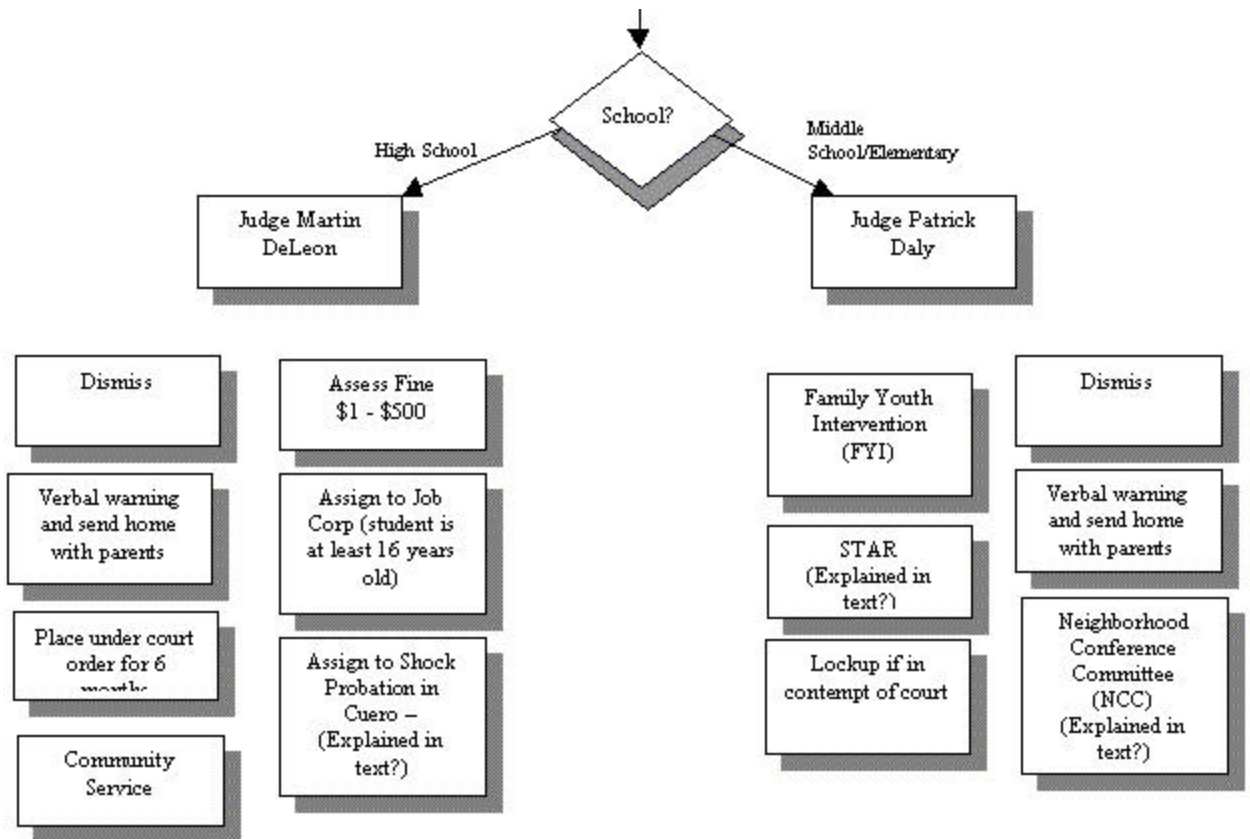 School?
High School
Middle
School/Elementary
Judge Martin
DeLeon
Judge Patrick
Daly
Dismiss
Verbal warning
and send home
with parents
Place under court
order for 6
months
Community
Service
Assess Fine
$1 - $500
Assign to Job
Corp (student is
at least 16 years
old)
Assign to Shock
Probation in
Cuero –
(Explained in
text?)
Family Youth
Intervention
(FYI)
STAR
(Explained in
text?)
Lockup if in
contempt of court
Dismiss
Verbal warning
and send home
with parents
Neighborhood
Conference
Committee
(NCC)
(Explained in
text?)